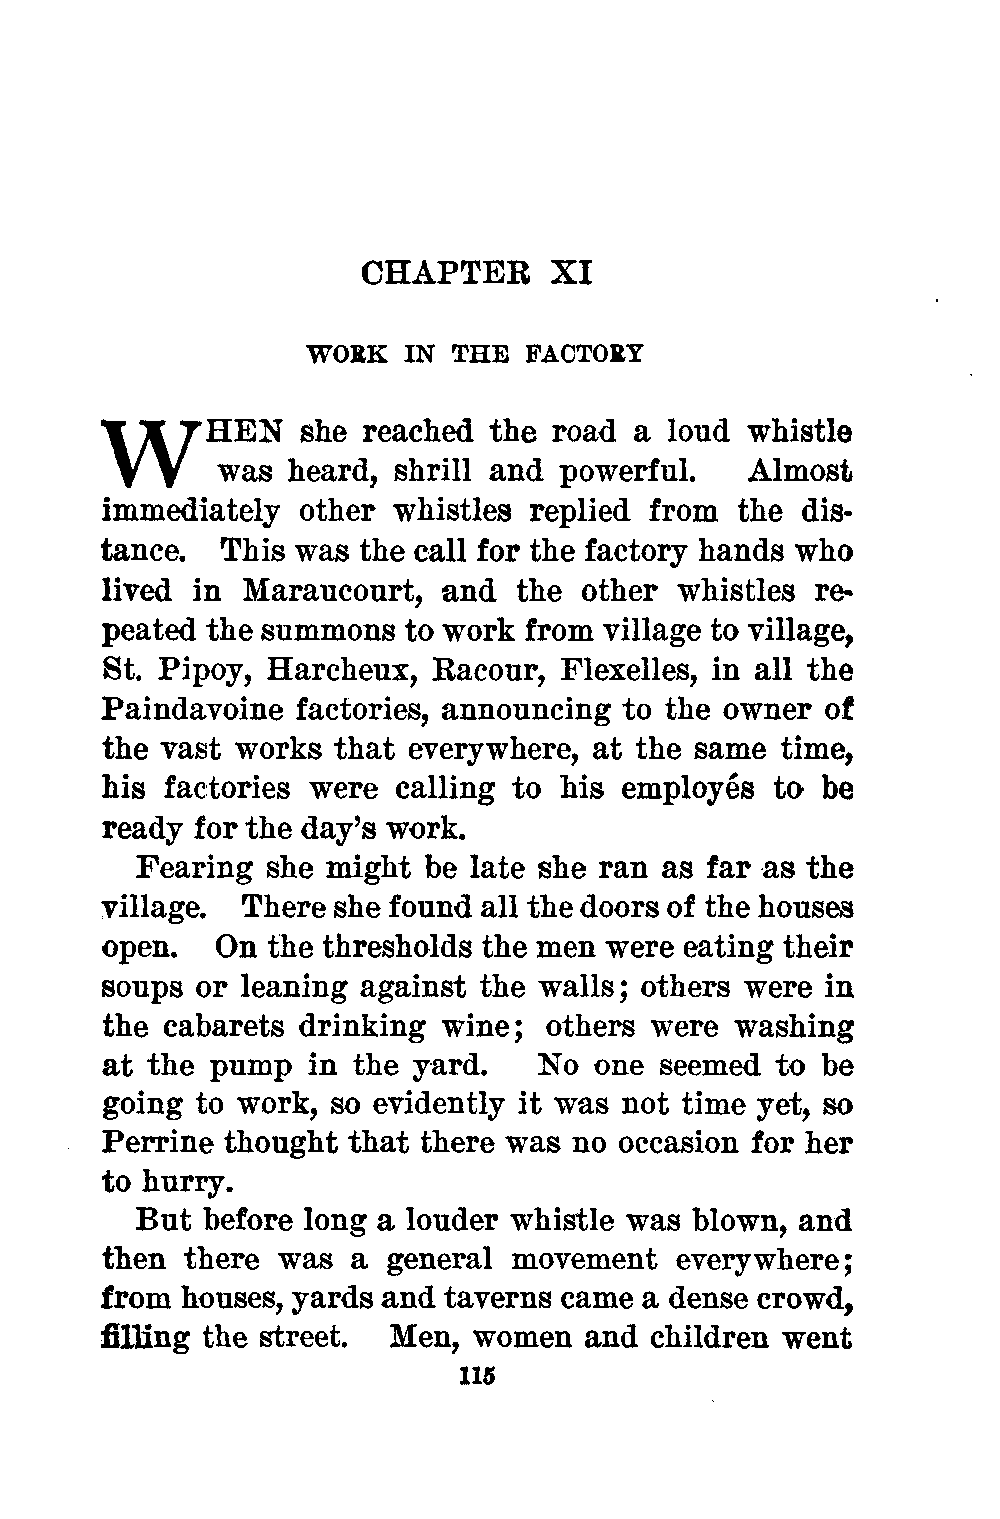 CHAPTER XI
WORK IN THE FACTORY
WHEN she reached the road a loud whistle
was heard, shrill and powerful. Almost
immediately other whistles replied from the dis-
tance. This was the call for the factory hands who
lived in Maraucourt, and the other whistles re-
peated the summons to work from village to village,
St. Pipoy, Harcheux, Racour, Flexelles, in all the
Paindavoine factories, announcing to the owner of
the vast works that everywhere, at the same time,
his factories were calling to his employés to be
ready for the day's work.
Fearing she might be late she ran as far as the
village. There she found all the doors of the houses
open. On the thresholds the men were eating their
soups or leaning against the walls; others were in
the cabarets drinking wine; others were washing
at the pump in the yard. No one seemed to be
going to work, so evidently it was not time yet, so
Perrine thought that there was no occasion for her
to hurry.
But before long a louder whistle was blown, and
then there was a general movement everywhere;
from houses, yards and taverns came a dense crowd,
filling the street. Men, women and children went
115